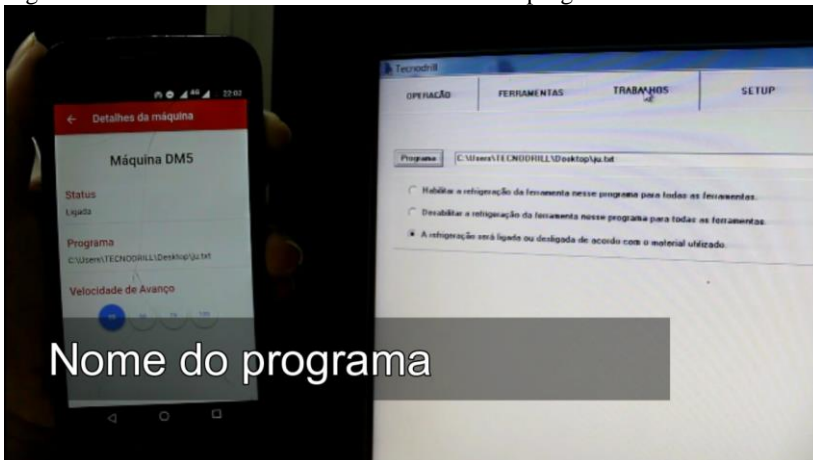 4G 22:02
Detalhes da máquina
Máquina DM5
Status
Ligada
Programa
C:\Users\TECNODRILL\Desktop\ju.txt
Velocidade de Avanço
Tecnodrill
OPERAÇÃO FERRAMENTAS TRABALHOS SETUP
Programa C:\Users\TECNODRILL\Desktop\ju.txt
Habilitar a refrigeração da ferramenta nesse programa para todas as ferramentas.
Desabilitar a refrigeração da ferramenta nesse programa para todas as ferramentas.
A refrigeração será ligada ou desligada de acordo com o material utilizado.
Nome do programa